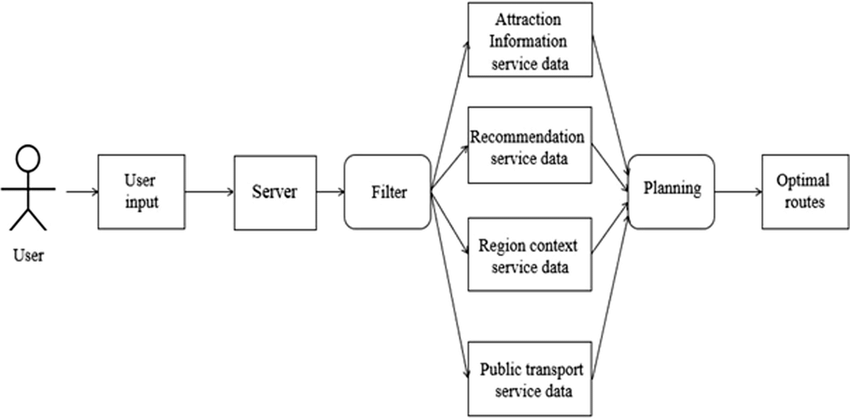 User
User
input
Server
Filter
Attraction
Information
service data
Recommendation
service data
Region context
service data
Public transport
service data
Planning
Optimal
routes